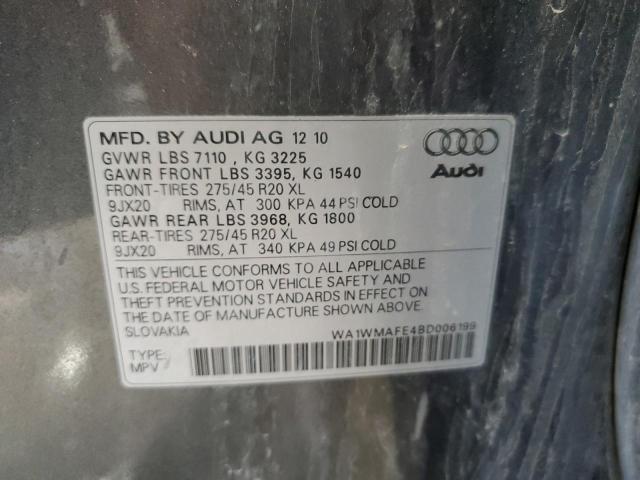 MFD. BY AUDI AG 12 10
GVWR LBS 7110 , KG 3225
GAWR FRONT LBS 3395, KG 1540
FRONT-TIRES 275/45 R20 XL
9JX20 RIMS, AT 300 KPA 44 PSI COLD
GAWR REAR LBS 3968, KG 1800
REAR-TIRES 275/45 R20 XL
9JX20 RIMS, AT 340 KPA 49 PSI COLD
Audi
THIS VEHICLE CONFORMS TO ALL APPLICABLE
U.S. FEDERAL MOTOR VEHICLE SAFETY AND
THEFT PREVENTION STANDARDS IN EFFECT ON
THE DATE OF MANUFACTURE SHOWN ABOVE.
SLOVAKIA
WA1WMAFE4BD006199
TYPE:
MPV